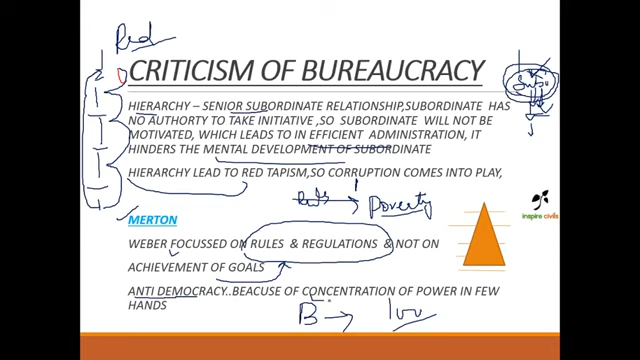 Red
CRITICISM OF BUREAUCRACY
HIERARCHY – SENIOR SUBORDINATE RELATIONSHIP,SUBORDINATE HAS
NO AUTHORTY TO TAKE INITIATIVE ,SO SUBORDINATE WILL NOT BE
MOTIVATED, WHICH LEADS TO IN EFFICIENT ADMINISTRATION, IT
HINDERS THE MENTAL DEVELOPMENT OF SUBORDINATE
HIERARCHY LEAD TO RED TAPISM,SO CORRUPTION COMES INTO PLAY,
Poverty
MERTON
WEBER FOCUSSED ON RULES & REGULATIONS & NOT ON
ACHIEVEMENT OF GOALS
ANTI DEMOCRACY..BEACUSE OF CONCENTRATION OF POWER IN FEW
HANDS
B → 100
inspire civils